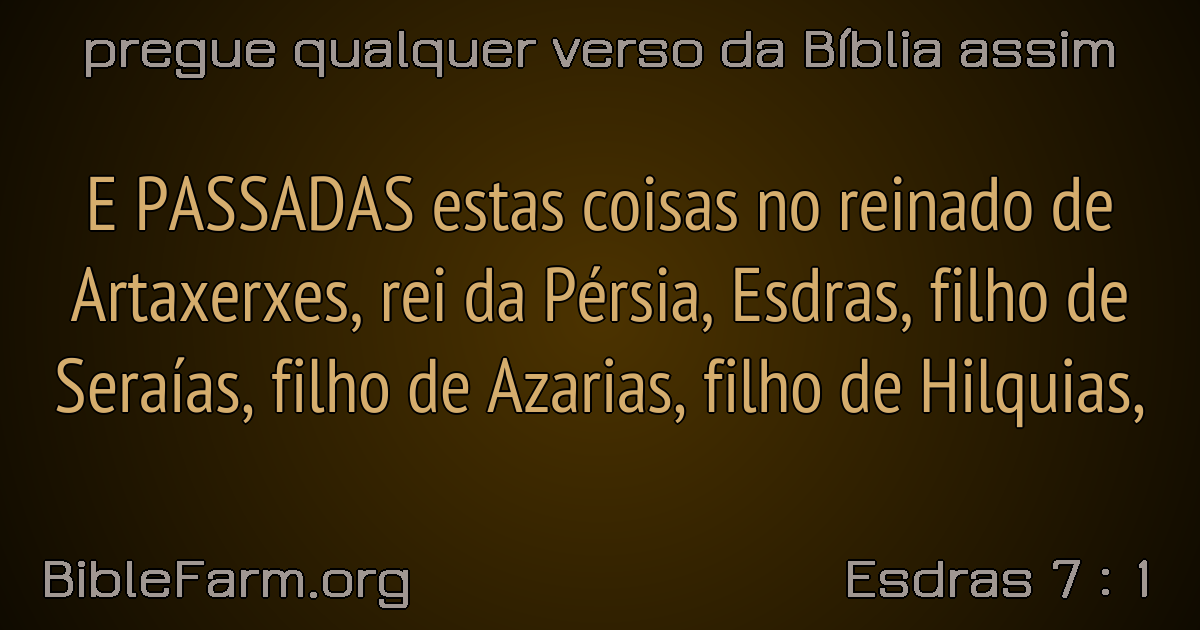 pregue qualquer verso da Bíblia assim
E PASSADAS estas coisas no reinado de
Artaxerxes, rei da Pérsia, Esdras, filho de
Seraías, filho de Azarias, filho de Hilquias,
BibleFarm.org
Esdras 7 : 1